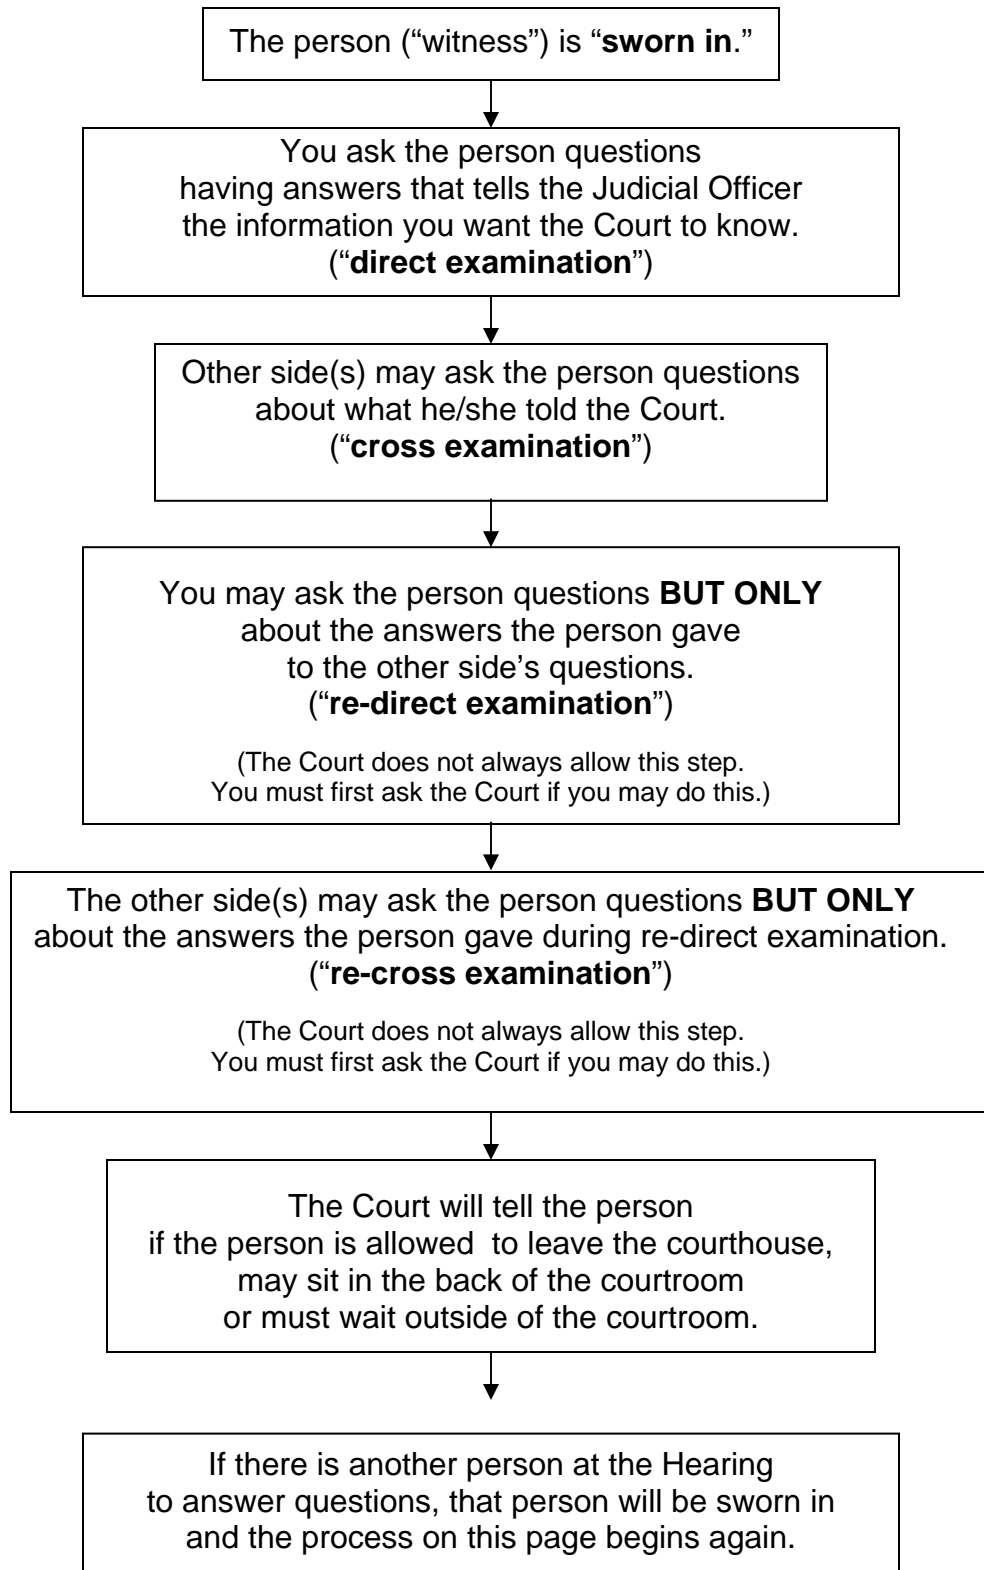 The person (“witness”) is “sworn in.”
You ask the person questions
having answers that tells the Judicial Officer
the information you want the Court to know.
(“direct examination”)
Other side(s) may ask the person questions
about what he/she told the Court.
(“cross examination”)
You may ask the person questions BUT ONLY
about the answers the person gave
to the other side’s questions.
(“re-direct examination”)
(The Court does not always allow this step.
You must first ask the Court if you may do this.)
The other side(s) may ask the person questions BUT ONLY
about the answers the person gave during re-direct examination.
(“re-cross examination”)
(The Court does not always allow this step.
You must first ask the Court if you may do this.)
The Court will tell the person
if the person is allowed  to leave the courthouse,
may sit in the back of the courtroom
or must wait outside of the courtroom.
If there is another person at the Hearing
to answer questions, that person will be sworn in
and the process on this page begins again.